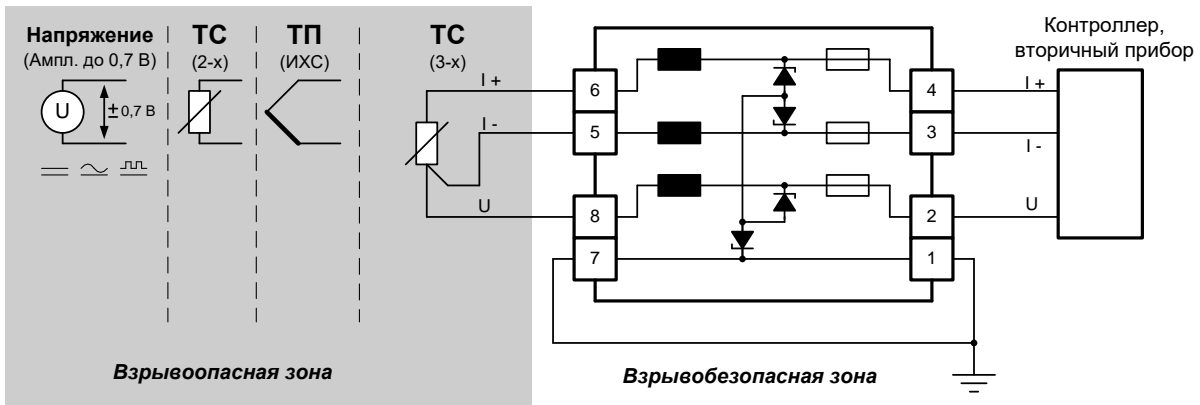 Напряжение
(Ампл. до 0,7 В)
U
± 0,7 В
ТС
(2-х)
ТП
(ИХС)
ТС
(3-х)
I +
I -
U
6
5
8
7
4
3
2
1
I +
I -
U
Контроллер,
вторичный прибор
Взрывоопасная зона
Взрывобезопасная зона